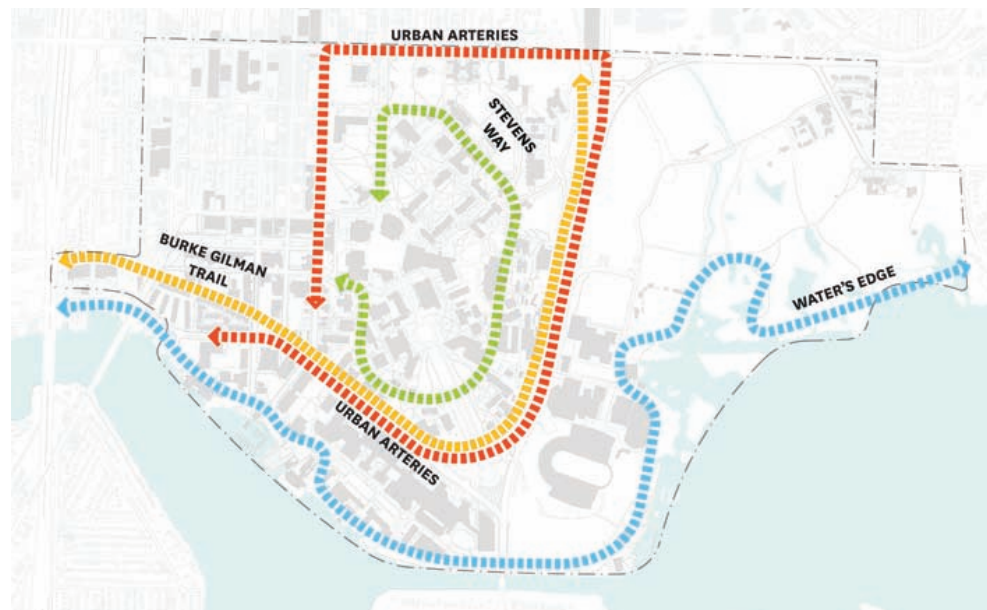 URBAN ARTERIES
STEVENS
WAY
BURKE GILMAN
TRAIL
WATER'S EDGE
URBAN ARTERIES